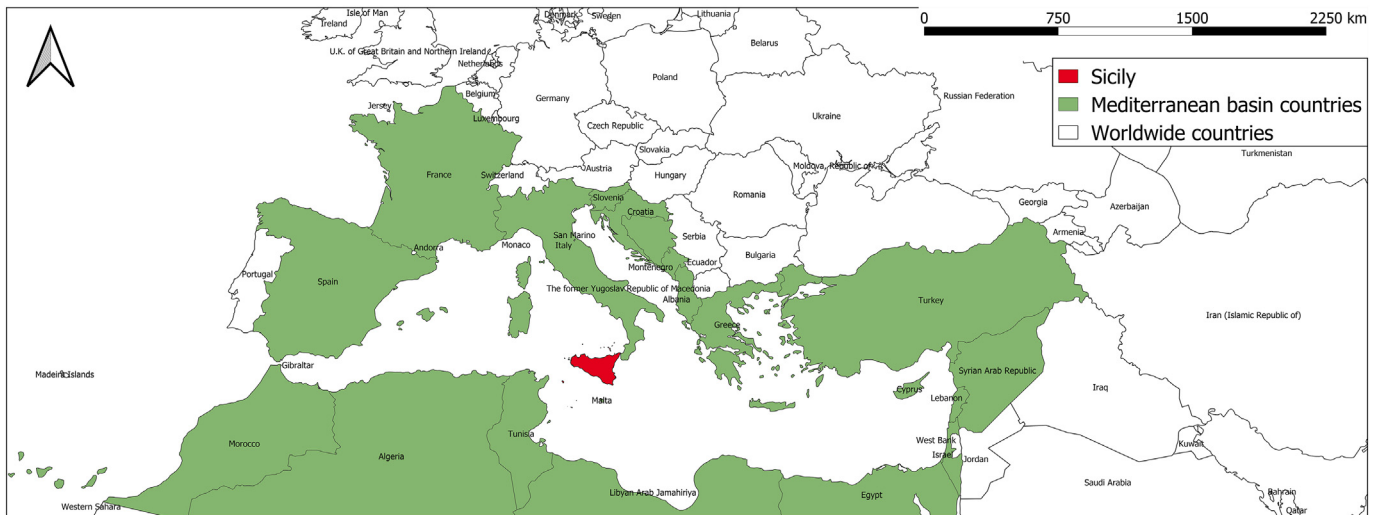 0 750 1500 2250 km
Sicily
Mediterranean basin countries
Worldwide countries
Isle of Man
Denmark
Sweden
Lithuania
Ireland
Belarus
U.K. of Great Britain and Northern Ireland
Netherlands
Poland
Belgium
Germany
Russian Federation
Jersey
Luxembourg
Ukraine
Czech Republic
Slovakia
Turkmenistan
France
Switzerland
Austria
Hungary
Moldova, Republic of
Romania
Slovenia
Croatia
Georgia
Azerbaijan
San Marino
Serbia
Armenia
Andorra
Monaco
Italy
Bulgaria
Portugal
Spain
Montenegro
Ecuador
The former Yugoslav Republic of Macedonia
Albania
Turkey
Greece
Iran (Islamic Republic of)
Gibraltar
Madeira Islands
Syrian Arab Republic
Cyprus
Iraq
Malta
Lebanon
Morocco
Tunisia
West Bank
Kuwait
Algeria
Israel
Jordan
Saudi Arabia
Libyan Arab Jamahiriya
Egypt
Bahrain
Western Sahara
Qatar